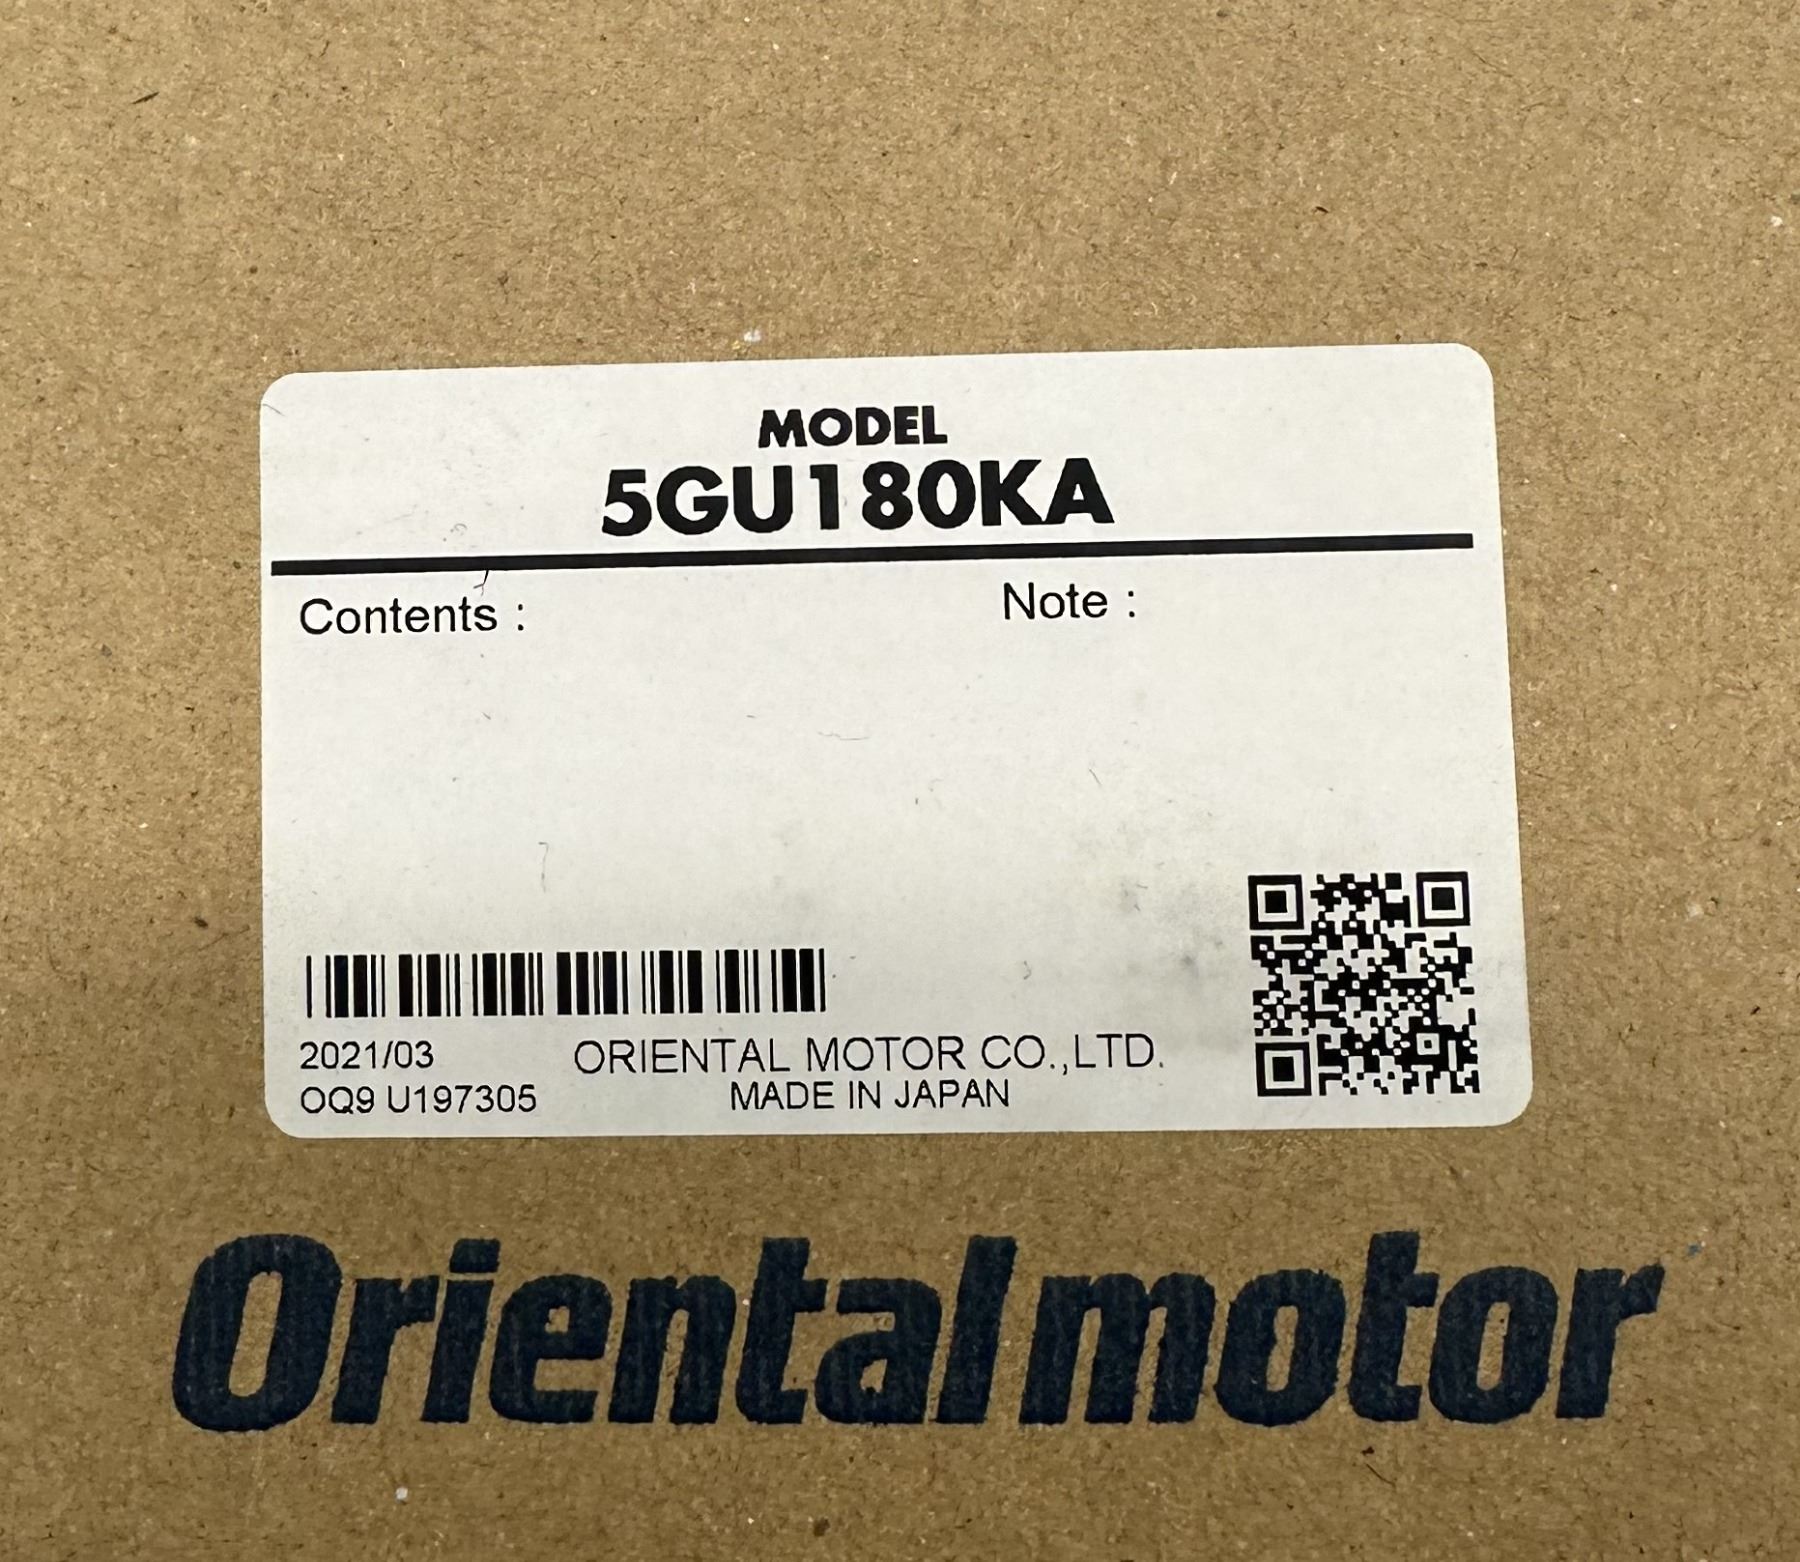 MODEL
5GU180KA
Contents :
Note :
2021/03
OQ9 U197305
ORIENTAL MOTOR CO.,LTD.
MADE IN JAPAN
Orientalmotor